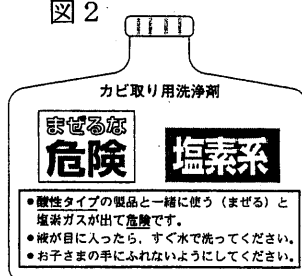 図2
カビ取り用洗浄剤
まぜるな
危険
塩素系
●酸性タイプの製品と一緒に使う（まぜる）と
塩素ガスが出て危険です。
●液が目に入ったら、すぐ水で洗ってください。
●お子さまの手にふれないようにしてください。